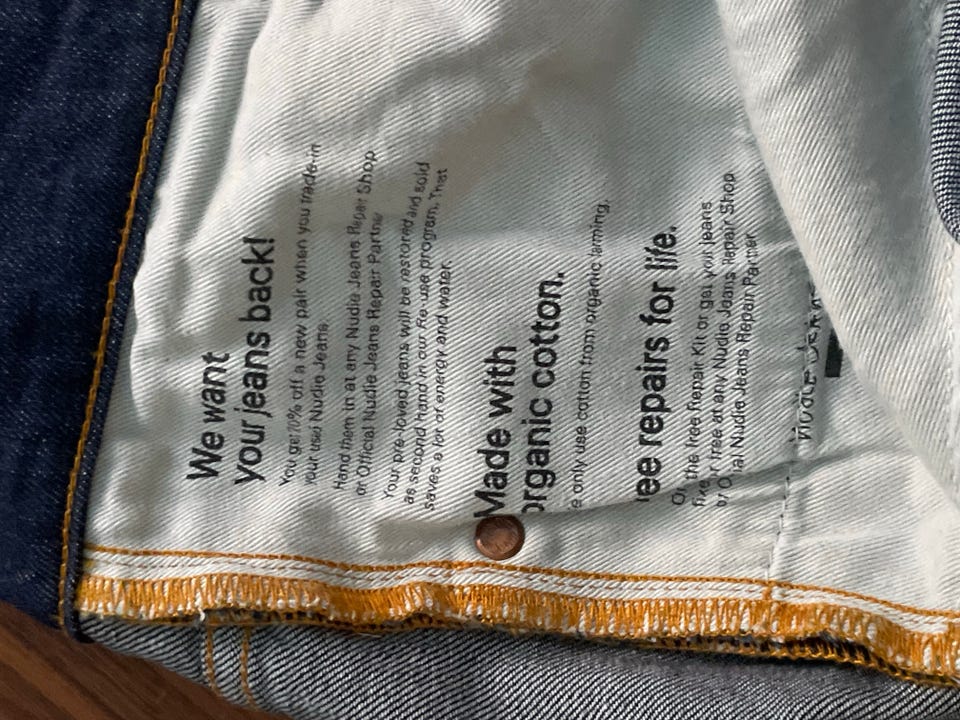 We want
your jeans back!
You get 10% off a new pair when you trade-in
your used Nudie Jeans.
Hand them in at any Nudie Jeans Repair Shop
or Official Nudie Jeans Repair Partner
Your pre-loved jeans will be restored and sold
as second hand in our Re-use program. That
saves a lot of energy and water.
Made with
organic cotton.
e only use cotton from organic farming.
ee repairs for life.
the free Repair Kit or get your jeans
for free at any Nudie Jeans Repair Shop
Nudie Jeans Repair Partner